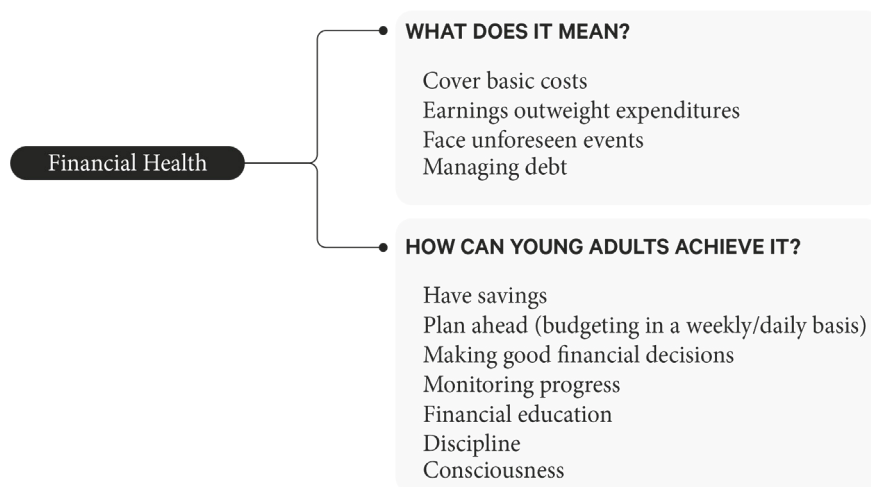 Financial Health
WHAT DOES IT MEAN?
Cover basic costs
Earnings outweight expenditures
Face unforeseen events
Managing debt
HOW CAN YOUNG ADULTS ACHIEVE IT?
Have savings
Plan ahead (budgeting in a weekly/daily basis)
Making good financial decisions
Monitoring progress
Financial education
Discipline
Consciousness